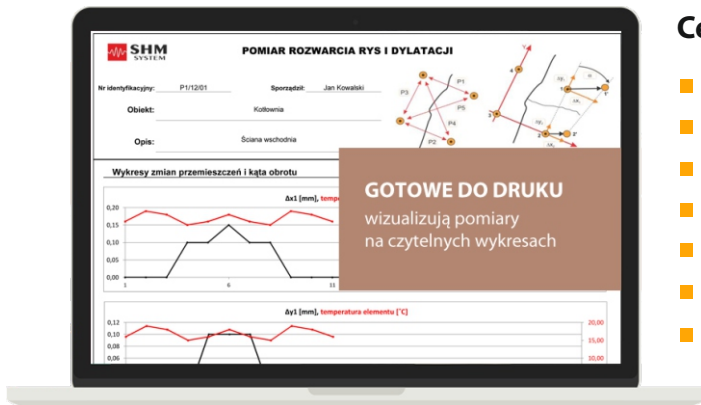 SHM
SYSTEM
POMIAR ROZWARCIA RYS I DYLATACJI
Nr identyfikacyjny: P1/12/01 Sporządził: Jan Kowalski
Obiekt: Kotłownia
Opis: Ściana wschodnia
P1
P3
P5
P4
P2
Wykresy zmian przemieszczeń i kąta obrotu
Δx1 [mm],
0,20
0,15
0,10
0,05
0,00
1 6 11
GOTOWE DO DRUKU
wizualizują pomiary
na czytelnych wykresach
Δy1 [mm], temperatura elementu [˚C]
0,12 20,00
0,10 15,00
0,08
0,06 10,00